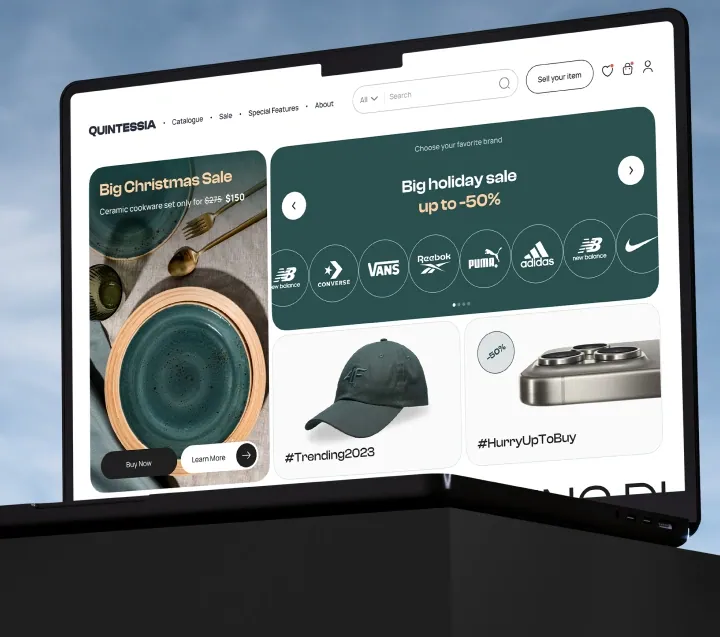 QUINTESSIA
Catalogue
Sale
Special Features
About
All
Search
Sell your item
Big Christmas Sale
Ceramic cookware set only for $275 $150
Buy Now
Learn More
Choose your favorite brand
Big holiday sale
up to -50%
new balance
CONVERSE
VANS
Reebok
PUMA
adidas
new balance
#Trending2023
-50%
#HurryUpToBuy